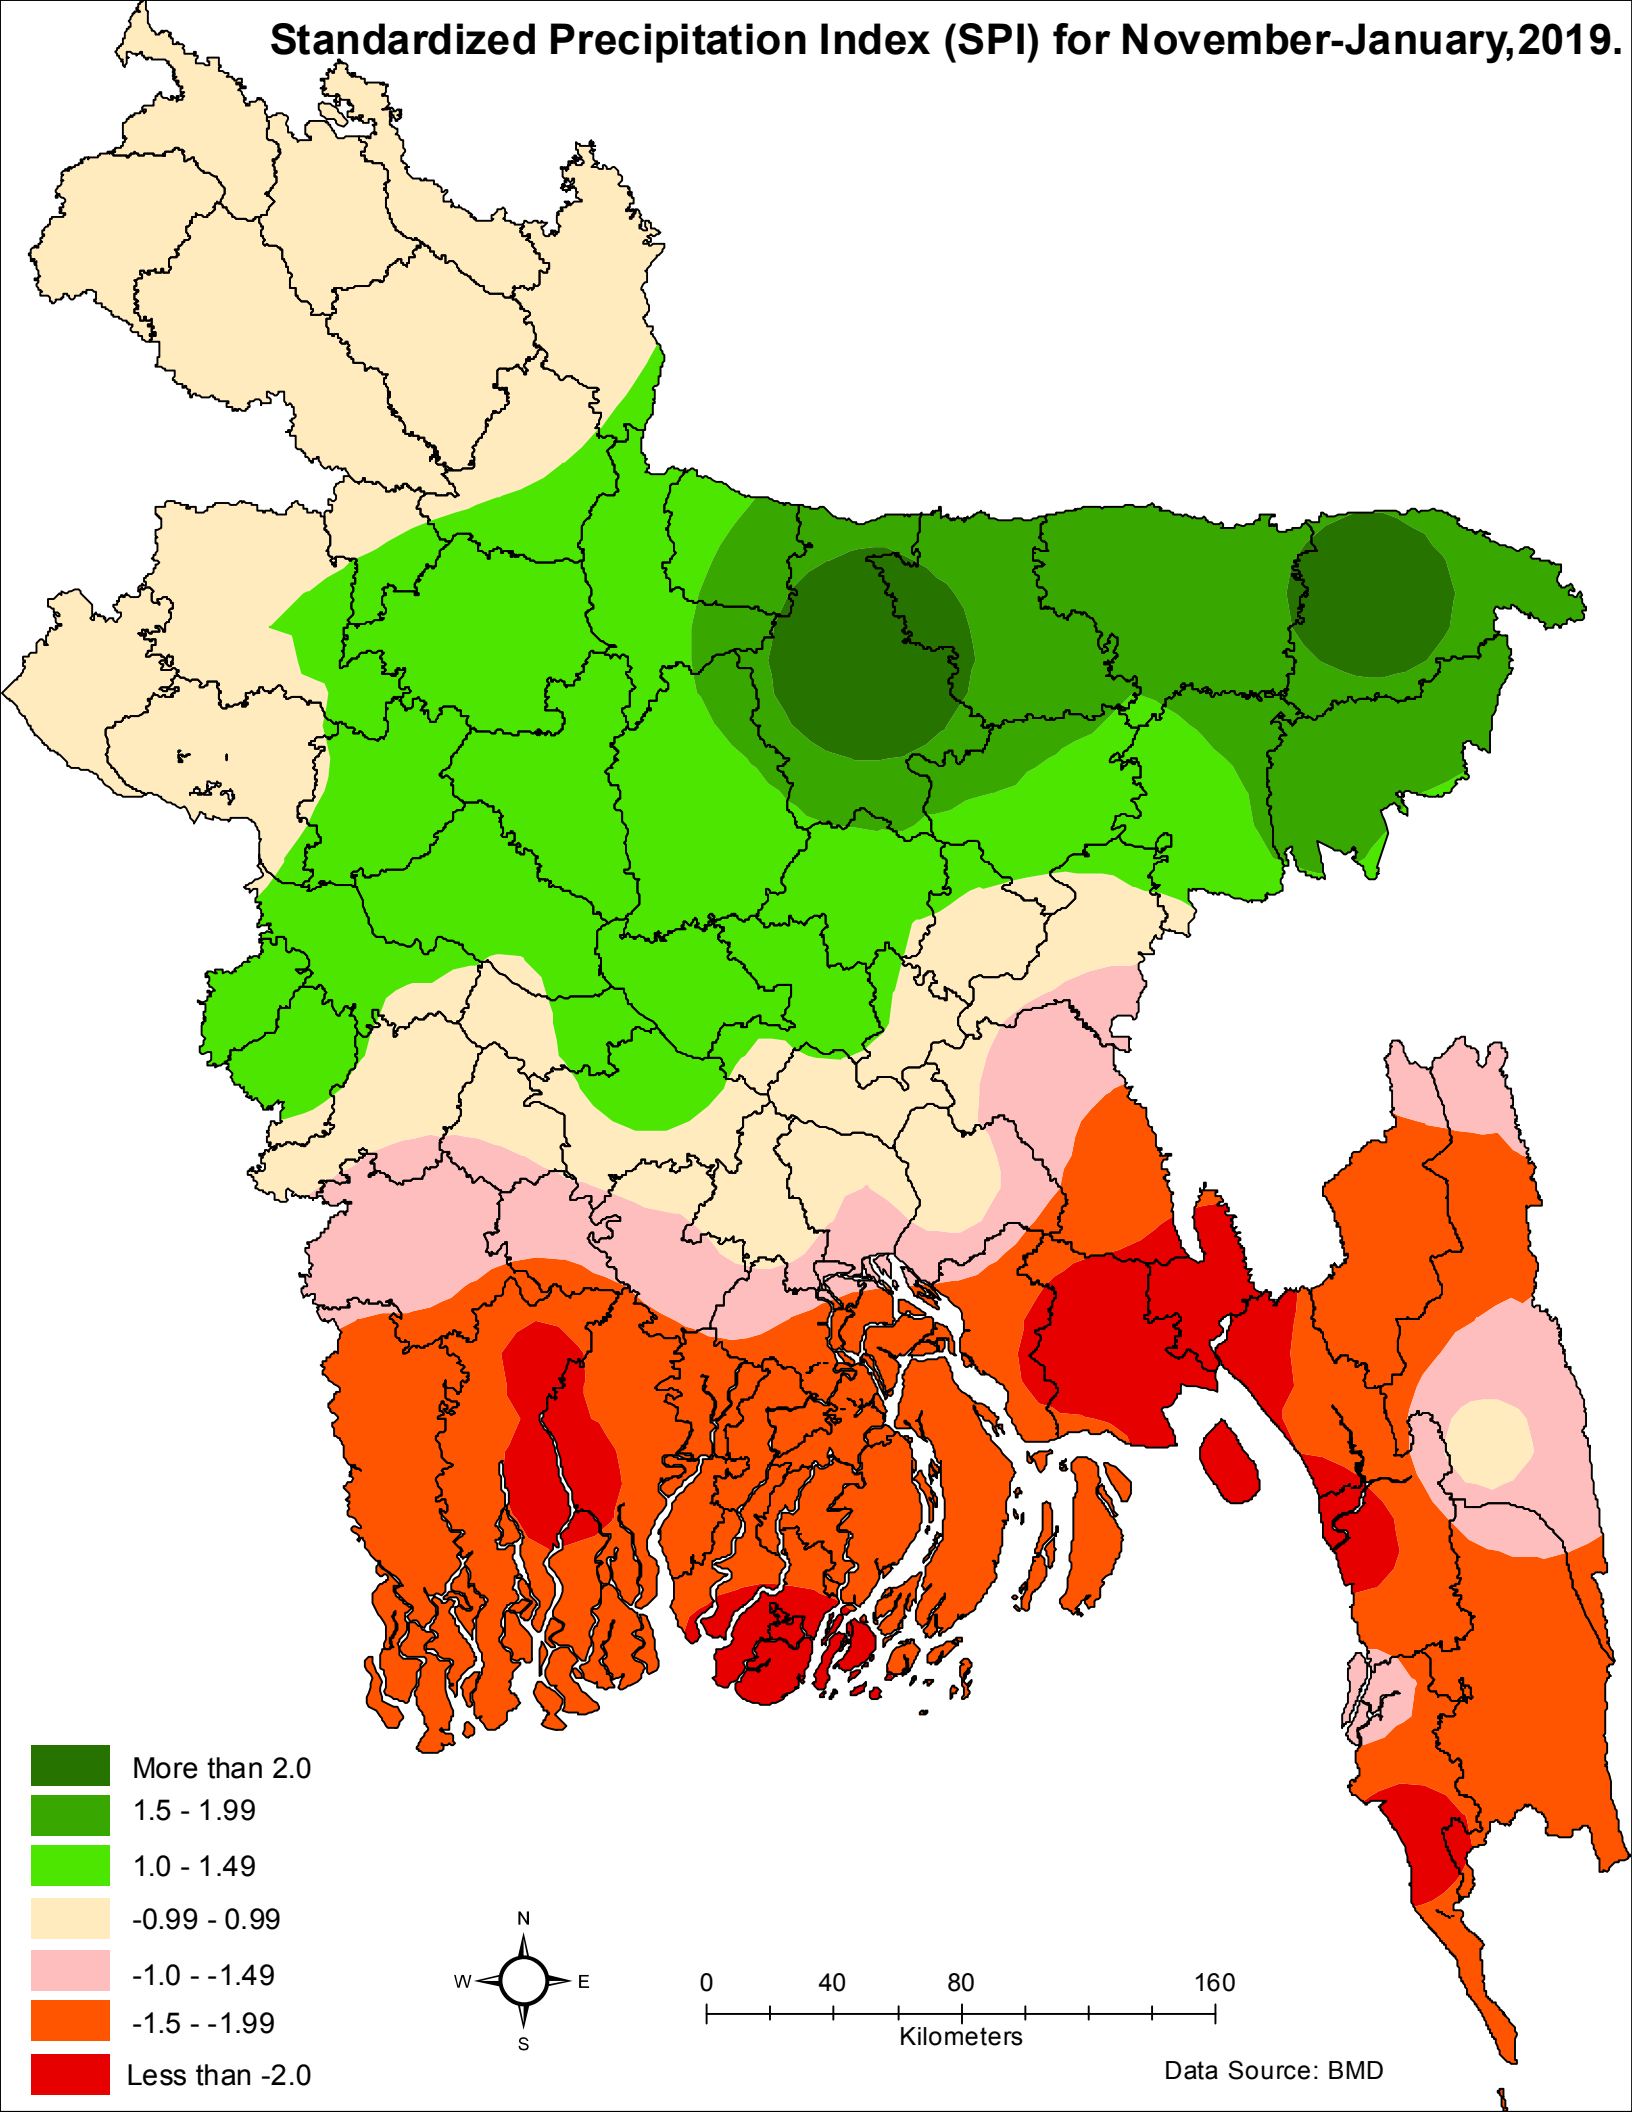 Standardized Precipitation Index (SPI) for November-January,2019.
More than 2.0
1.5 - 1.99
1.0 - 1.49
-0.99 - 0.99
-1.0 - -1.49
-1.5 - -1.99
Less than -2.0
N
W E
S
0 40 80 160
Kilometers
Data Source: BMD